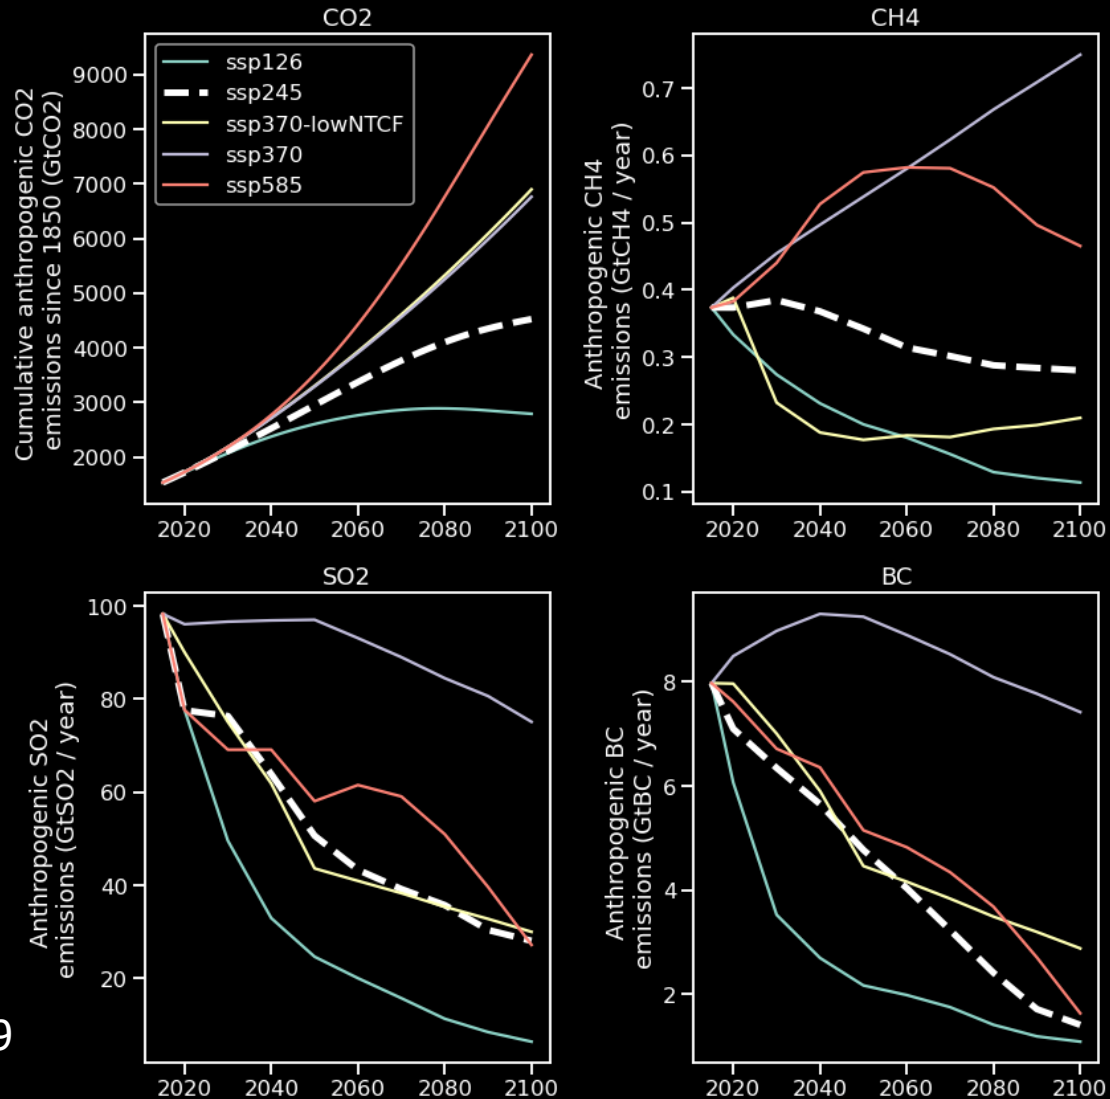 CO2
CH4
Cumulative anthropogenic CO2
emissions since 1850 (GtCO2)
9000
8000
7000
6000
5000
4000
3000
2000
ssp126
ssp245
ssp370-lowNTCF
ssp370
ssp585
2020 2040 2060 2080 2100
Anthropogenic CH4
emissions (GtCH4 / year)
0.7
0.6
0.5
0.4
0.3
0.2
0.1
2020 2040 2060 2080 2100
SO2
BC
Anthropogenic SO2
emissions (GtSO2 / year)
100
80
60
40
20
2020 2040 2060 2080 2100
Anthropogenic BC
emissions (GtBC / year)
8
6
4
2
2020 2040 2060 2080 2100
9